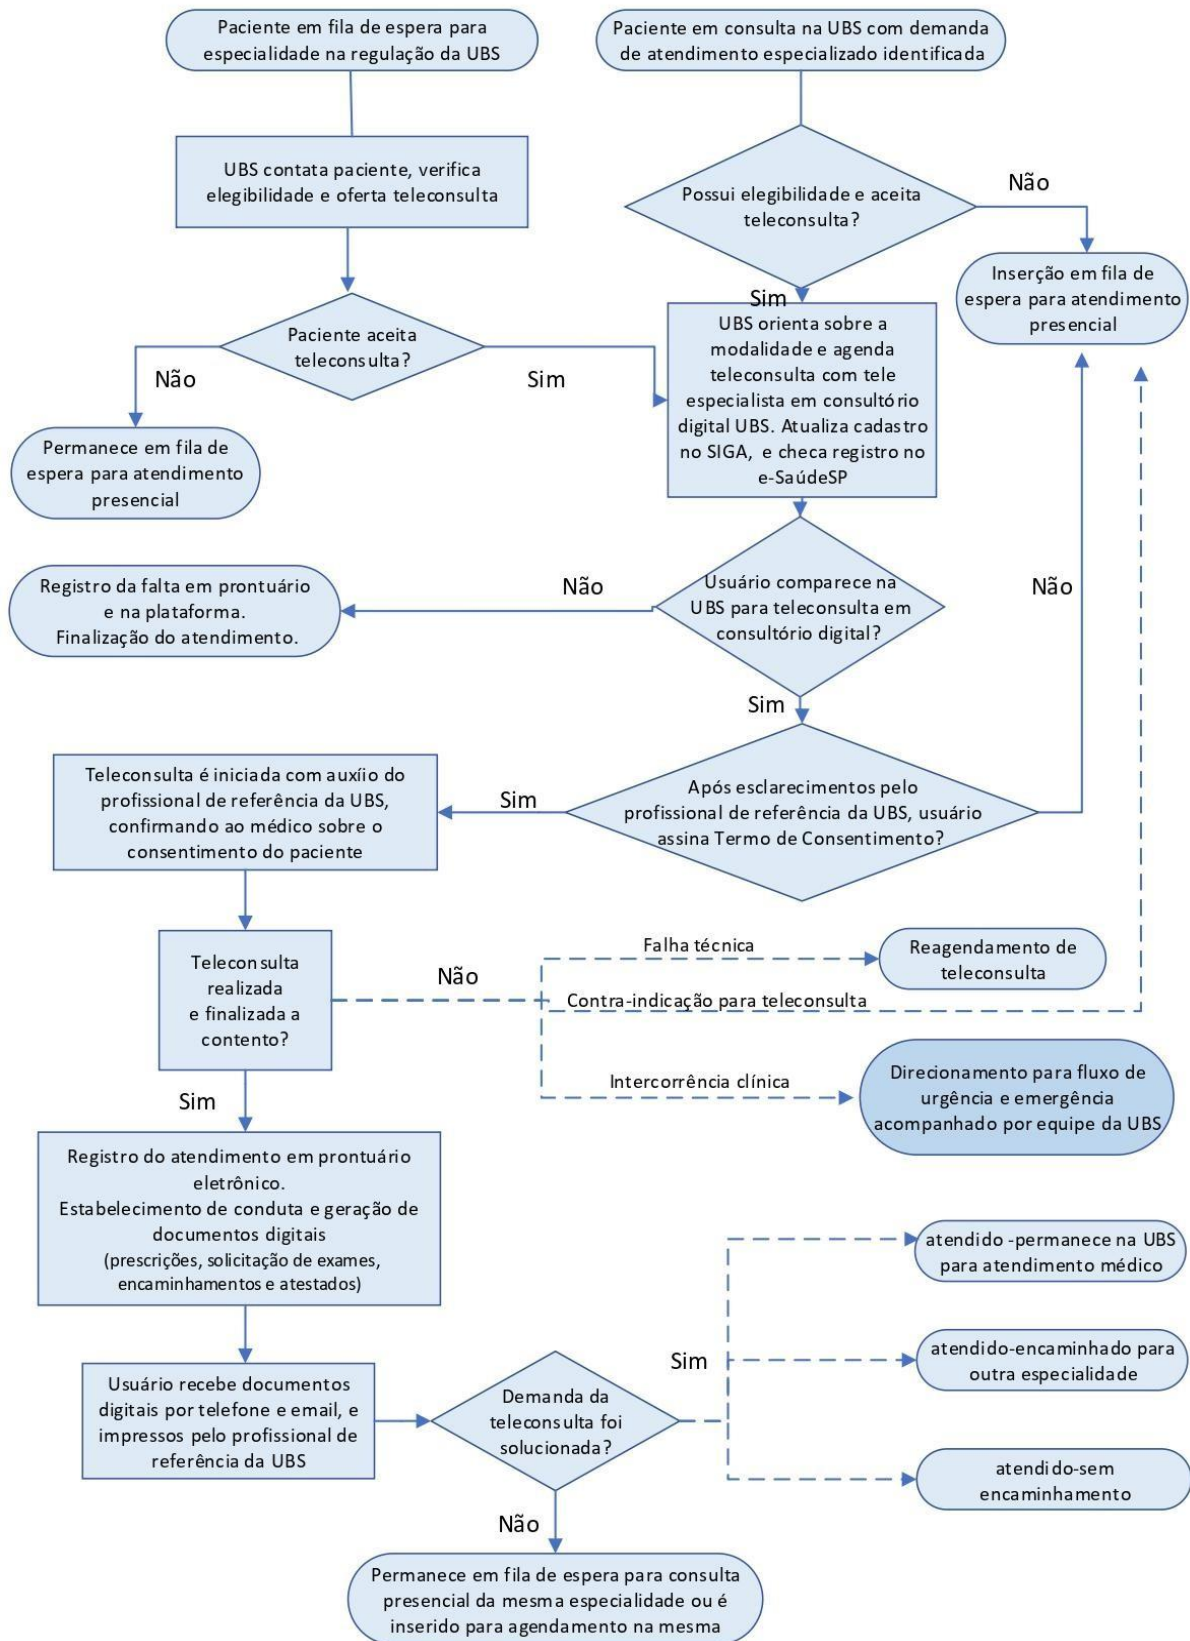 Paciente em fila de espera para
especialidade na regulação da UBS
Paciente em consulta na UBS com demanda
de atendimento especializado identificada
UBS contata paciente, verifica
elegibilidade e oferta teleconsulta
Possui elegibilidade e aceita
teleconsulta?
Não
Sim
Inserção em fila de
espera para atendimento
presencial
Paciente aceita
teleconsulta?
Não
Sim
UBS orienta sobre a
modalidade e agenda
teleconsulta com tele
especialista em consultório
digital UBS. Atualiza cadastro
no SIGA, e checa registro no
e-SaúdeSP
Permanece em fila de
espera para atendimento
presencial
Registro da falta em prontuário
e na plataforma.
Finalização do atendimento.
Não
Usuário comparece na
UBS para teleconsulta em
consultório digital?
Não
Sim
Teleconsulta é iniciada com auxíio do
profissional de referência da UBS,
confirmando ao médico sobre o
consentimento do paciente
Sim
Após esclarecimentos pelo
profissional de referência da UBS, usuário
assina Termo de Consentimento?
Teleconsulta
realizada
e finalizada a
contento?
Não
Falha técnica
Reagendamento de
teleconsulta
Contra-indicação para teleconsulta
Intercorrência clínica
Direcionamento para fluxo de
urgência e emergência
acompanhado por equipe da UBS
Sim
Registro do atendimento em prontuário
eletrônico.
Estabelecimento de conduta e geração de
documentos digitais
(prescrições, solicitação de exames,
encaminhamentos e atestados)
Usuário recebe documentos
digitais por telefone e email, e
impressos pelo profissional de
referência da UBS
Demanda da
teleconsulta foi
solucionada?
Sim
atendido -permanece na UBS
para atendimento médico
atendido-encaminhado para
outra especialidade
atendido-sem
encaminhamento
Não
Permanece em fila de espera para consulta
presencial da mesma especialidade ou é
inserido para agendamento na mesma